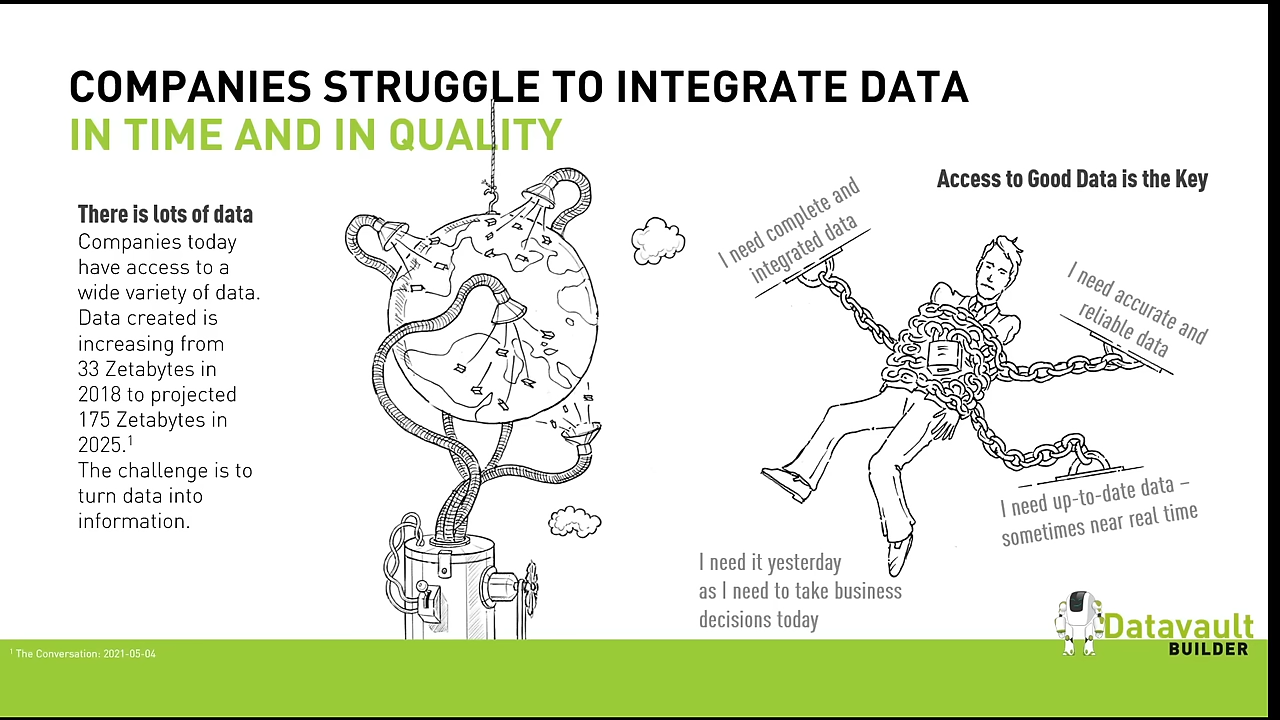 COMPANIES STRUGGLE TO INTEGRATE DATA
IN TIME AND IN QUALITY
There is lots of data
Companies today
have access to a
wide variety of data.
Data created is
increasing from
33 Zetabytes in
2018 to projected
175 Zetabytes in
2025.¹
The challenge is to
turn data into
information.
Access to Good Data is the Key
I need complete and
integrated data
I need accurate and
reliable data
I need up-to-date data –
sometimes near real time
I need it yesterday
as I need to take business
decisions today
Datavault
BUILDER
¹ The Conversation: 2021-05-04